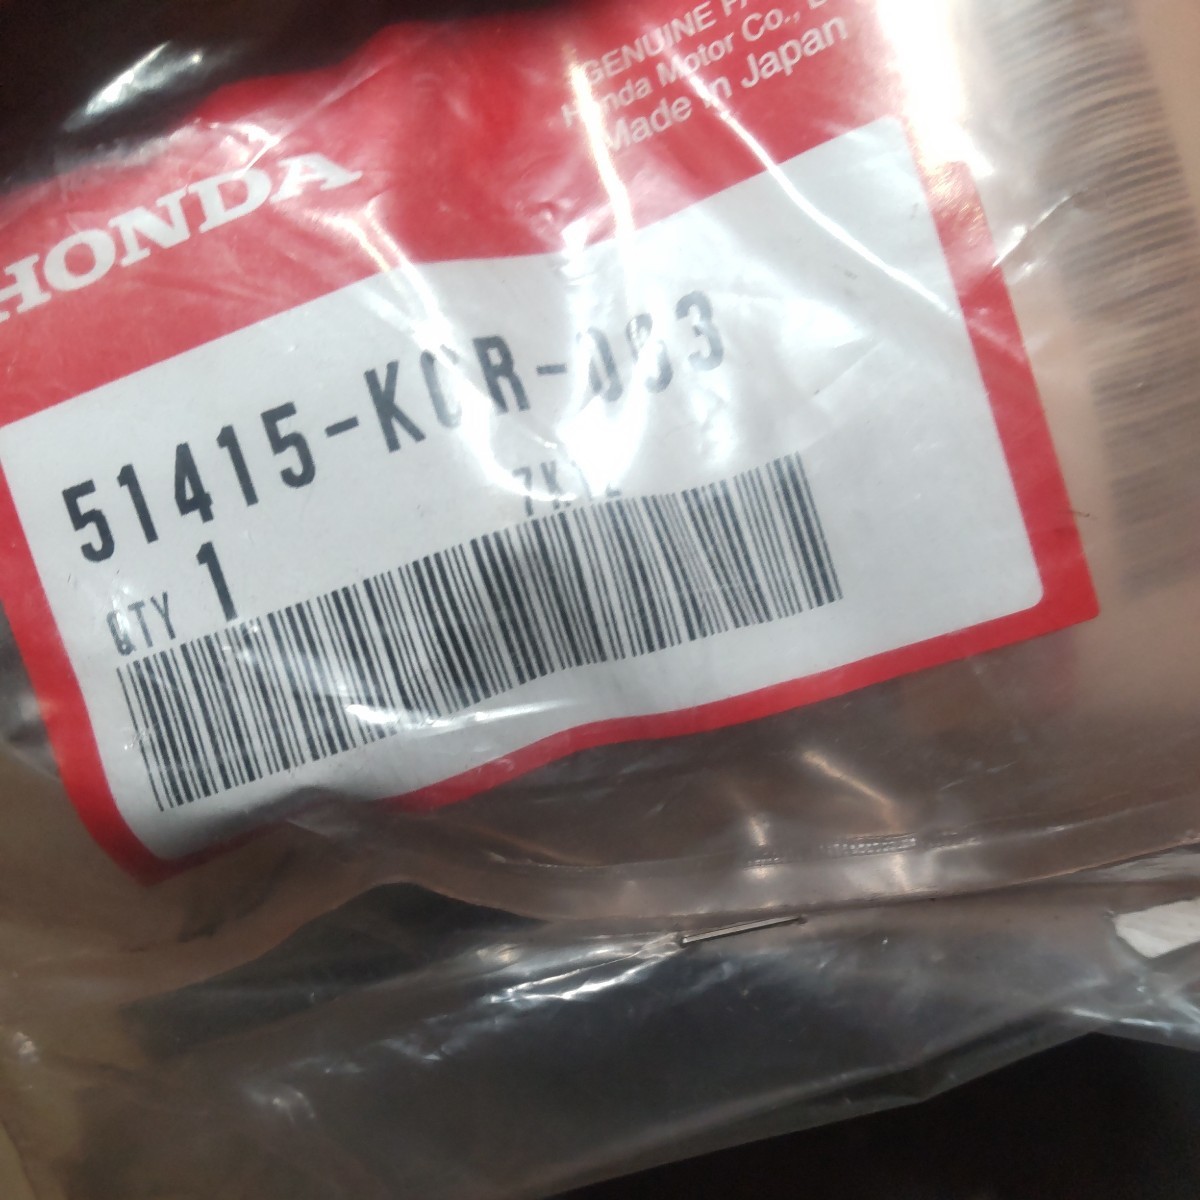 GENUINE
Honda Motor Co.,
Made in Japan
HONDA
51415-KCR-003
QTY 1